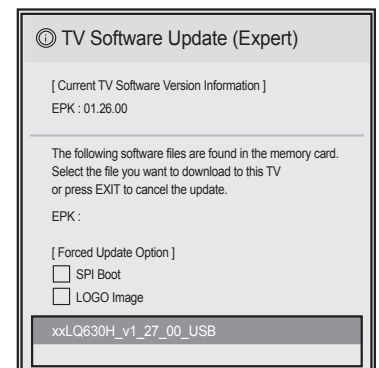 TV Software Update (Expert)
[ Current TV Software Version Information ]
EPK : 01.26.00
The following software files are found in the memory card.
Select the file you want to download to this TV
or press EXIT to cancel the update.
EPK :
[ Forced Update Option ]
SPI Boot
LOGO Image
xxLQ630H_v1_27_00_USB